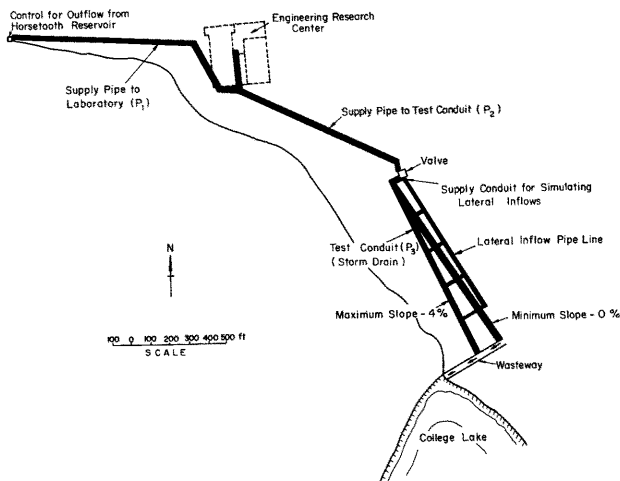 Control for Outflow from
Horsetooth Reservoir
Engineering Research
Center
Supply Pipe to
Laboratory (P₁)
Supply Pipe to Test Conduit (P₂)
Valve
Supply Conduit for Simulating
Lateral Inflows
Test Conduit (P₃)
(Storm Drain)
Lateral Inflow Pipe Line
N
Maximum Slope - 4%
Minimum Slope - 0 %
100 0 100 200 300 400 500 ft
SCALE
Wasteway
College Lake